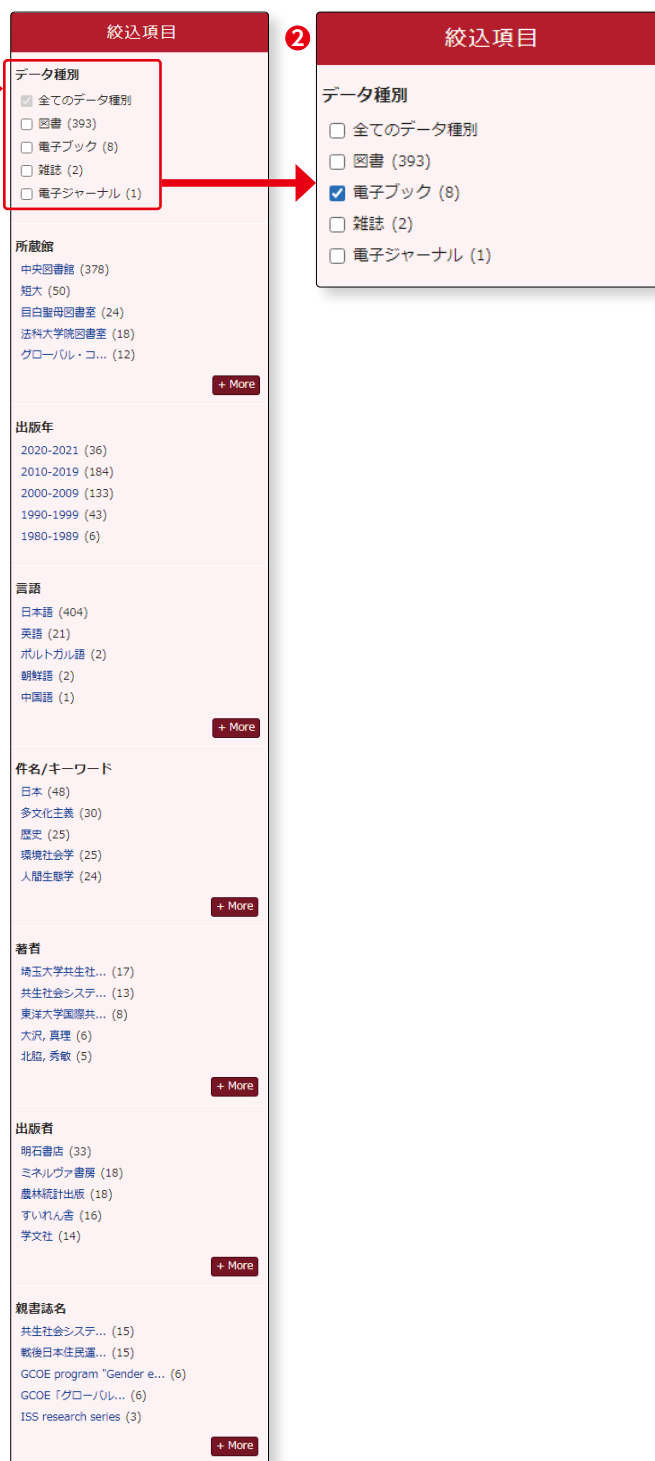 絞込項目
データ種別
全てのデータ種別
図書 (393)
電子ブック (8)
雑誌 (2)
電子ジャーナル (1)
所蔵館
中央図書館 (378)
短大 (50)
目白聖母図書室 (24)
法科大学院図書室 (18)
グローバル・コ... (12)
+ More
出版年
2020-2021 (36)
2010-2019 (184)
2000-2009 (133)
1990-1999 (43)
1980-1989 (6)
言語
日本語 (404)
英語 (21)
ポルトガル語 (2)
朝鮮語 (2)
中国語 (1)
+ More
件名/キーワード
日本 (48)
多文化主義 (30)
歴史 (25)
環境社会学 (25)
人間生態学 (24)
+ More
著者
埼玉大学共生社... (17)
共生社会システ... (13)
東洋大学国際共... (8)
大沢, 真理 (6)
北脇, 秀敏 (5)
+ More
出版者
明石書店 (33)
ミネルヴァ書房 (18)
農林統計出版 (18)
すいれん舎 (16)
学文社 (14)
+ More
親書誌名
共生社会システ... (15)
戦後日本住民運... (15)
GCOE program "Gender e... (6)
GCOE「グローバル... (6)
ISS research series (3)
+ More
❷
絞込項目
データ種別
全てのデータ種別
図書 (393)
電子ブック (8)
雑誌 (2)
電子ジャーナル (1)